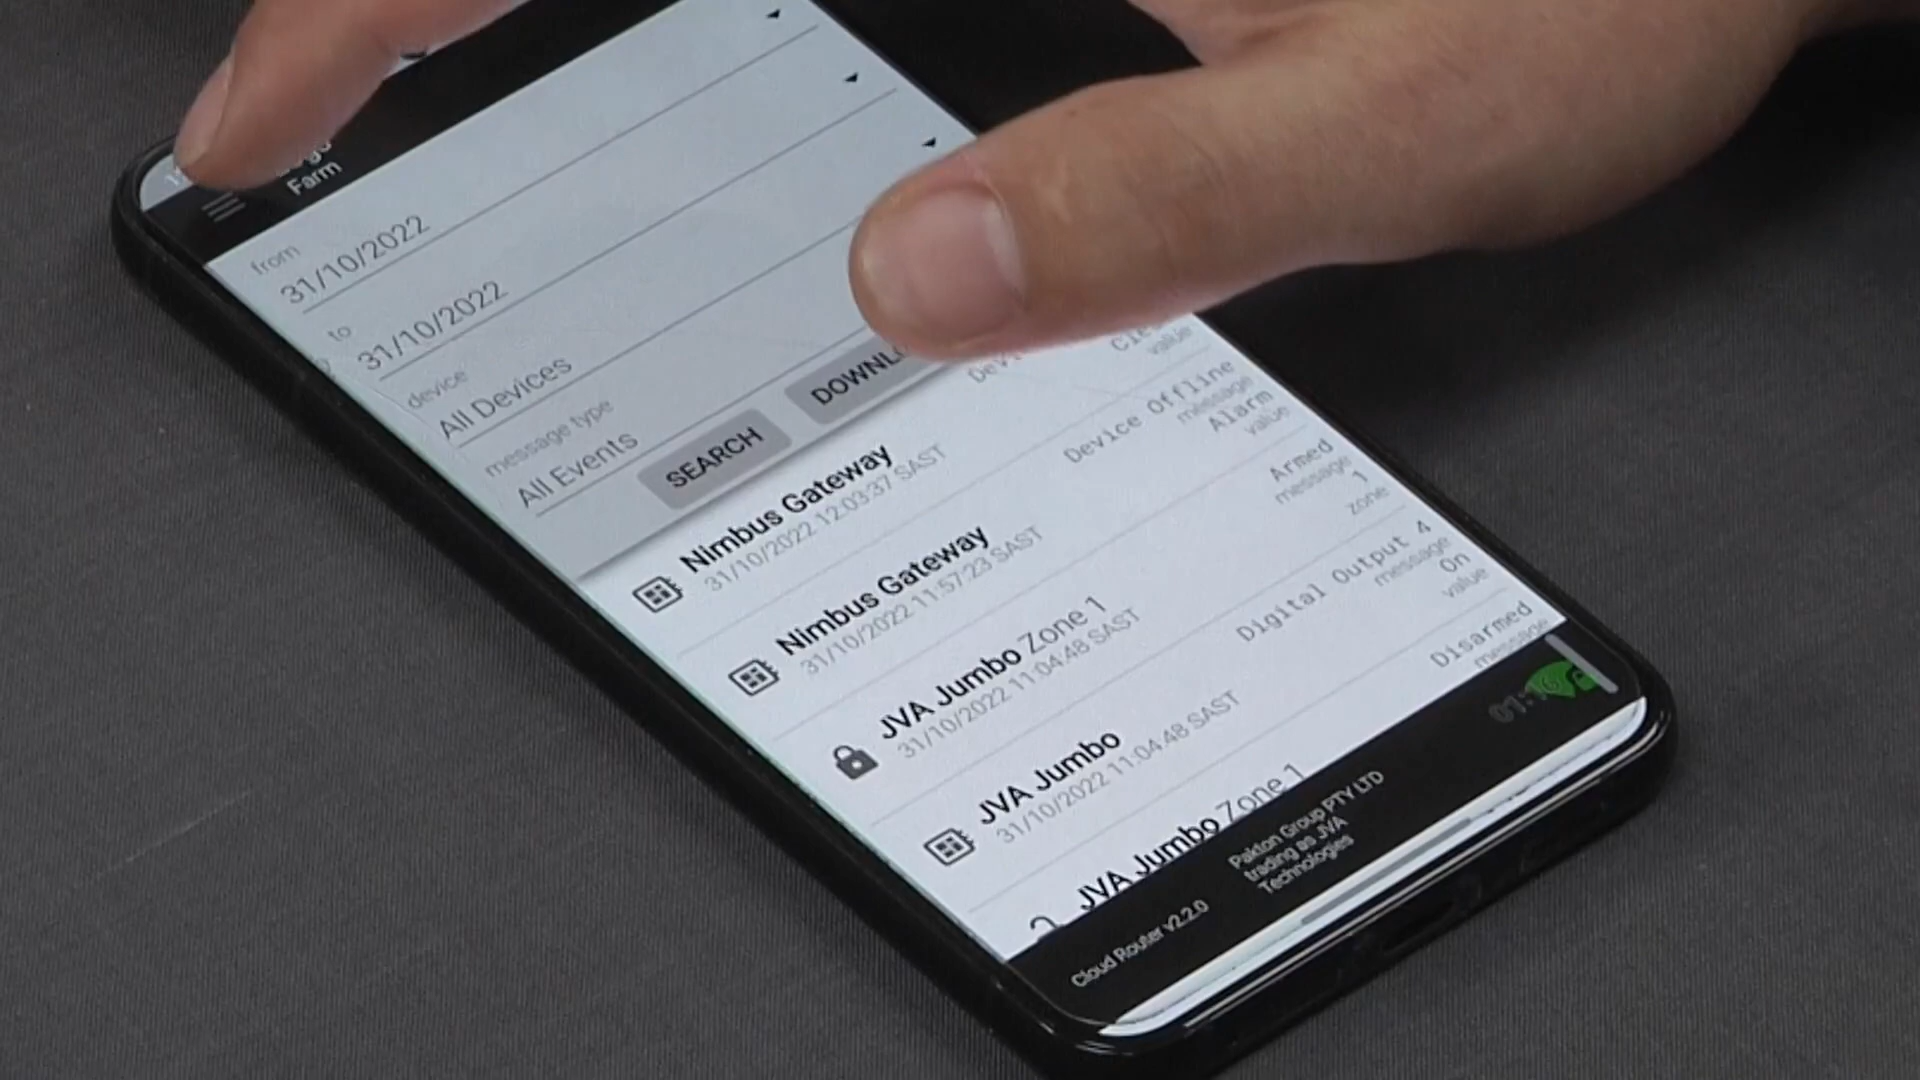 Farm
from
31/10/2022
to
31/10/2022
device
All Devices
message type
All Events
SEARCH
value
Nimbus Gateway
31/10/2022 12:03:37 SAST
Device Offline
message
Alarm
value
Nimbus Gateway
31/10/2022 11:57:23 SAST
Armed
message
1
zone
JVA Jumbo Zone 1
31/10/2022 11:04:48 SAST
Digital Output 4
message
On
value
JVA Jumbo
31/10/2022 11:04:48 SAST
Disarmed
message
JVA Jumbo Zone 1
Cloud Router v2.2.0
Pakton Group PTY LTD
trading as JVA
Technologies